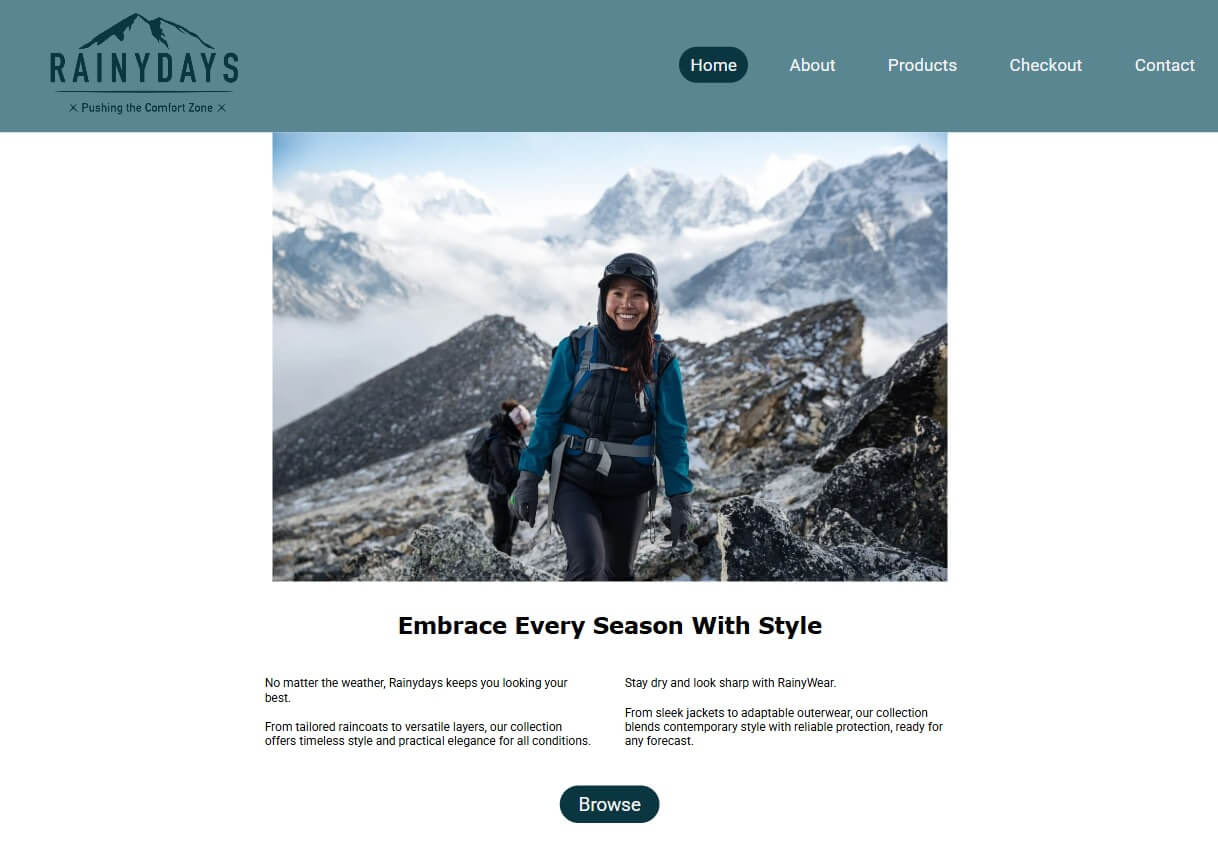 RAINYDAYS
× Pushing the Comfort Zone ×
Home About Products Checkout Contact
Embrace Every Season With Style
No matter the weather, Rainydays keeps you looking your
best.
From tailored raincoats to versatile layers, our collection
offers timeless style and practical elegance for all conditions.
Stay dry and look sharp with RainyWear.
From sleek jackets to adaptable outerwear, our collection
blends contemporary style with reliable protection, ready for
any forecast.
Browse